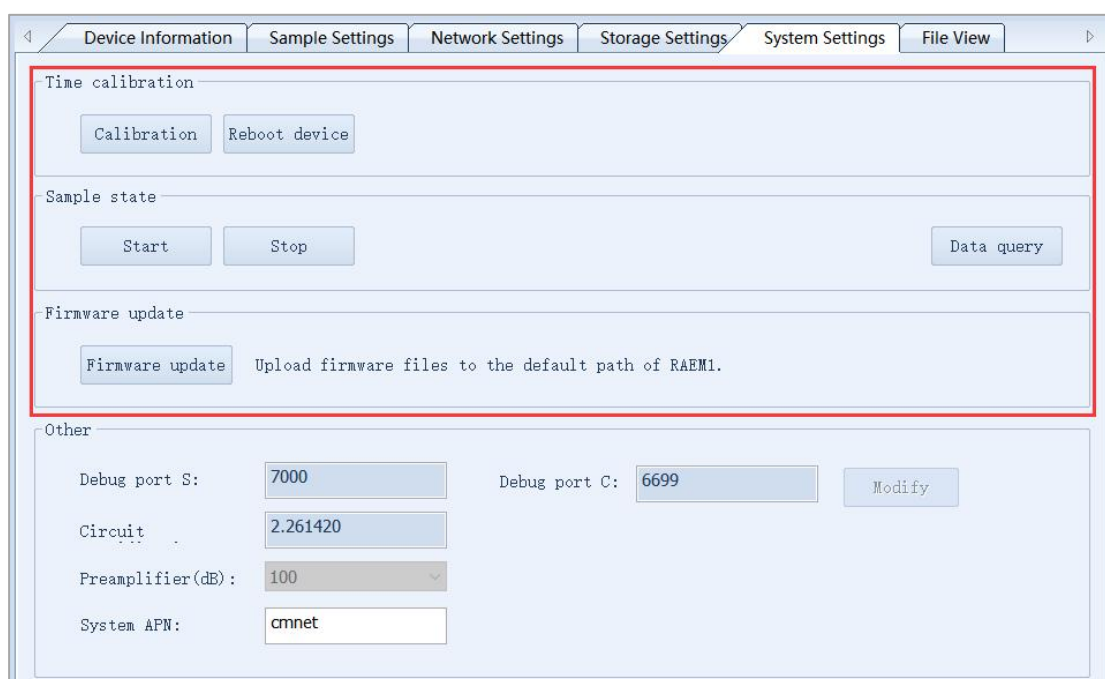 Device Information Sample Settings Network Settings Storage Settings System Settings File View
Time calibration
Calibration Reboot device
Sample state
Start Stop Data query
Firmware update
Firmware update Upload firmware files to the default path of RAEM1.
Other
Debug port S: 7000 Debug port C: 6699 Modify
Circuit 2.261420
Preamplifier(dB): 100
System APN: cmnet